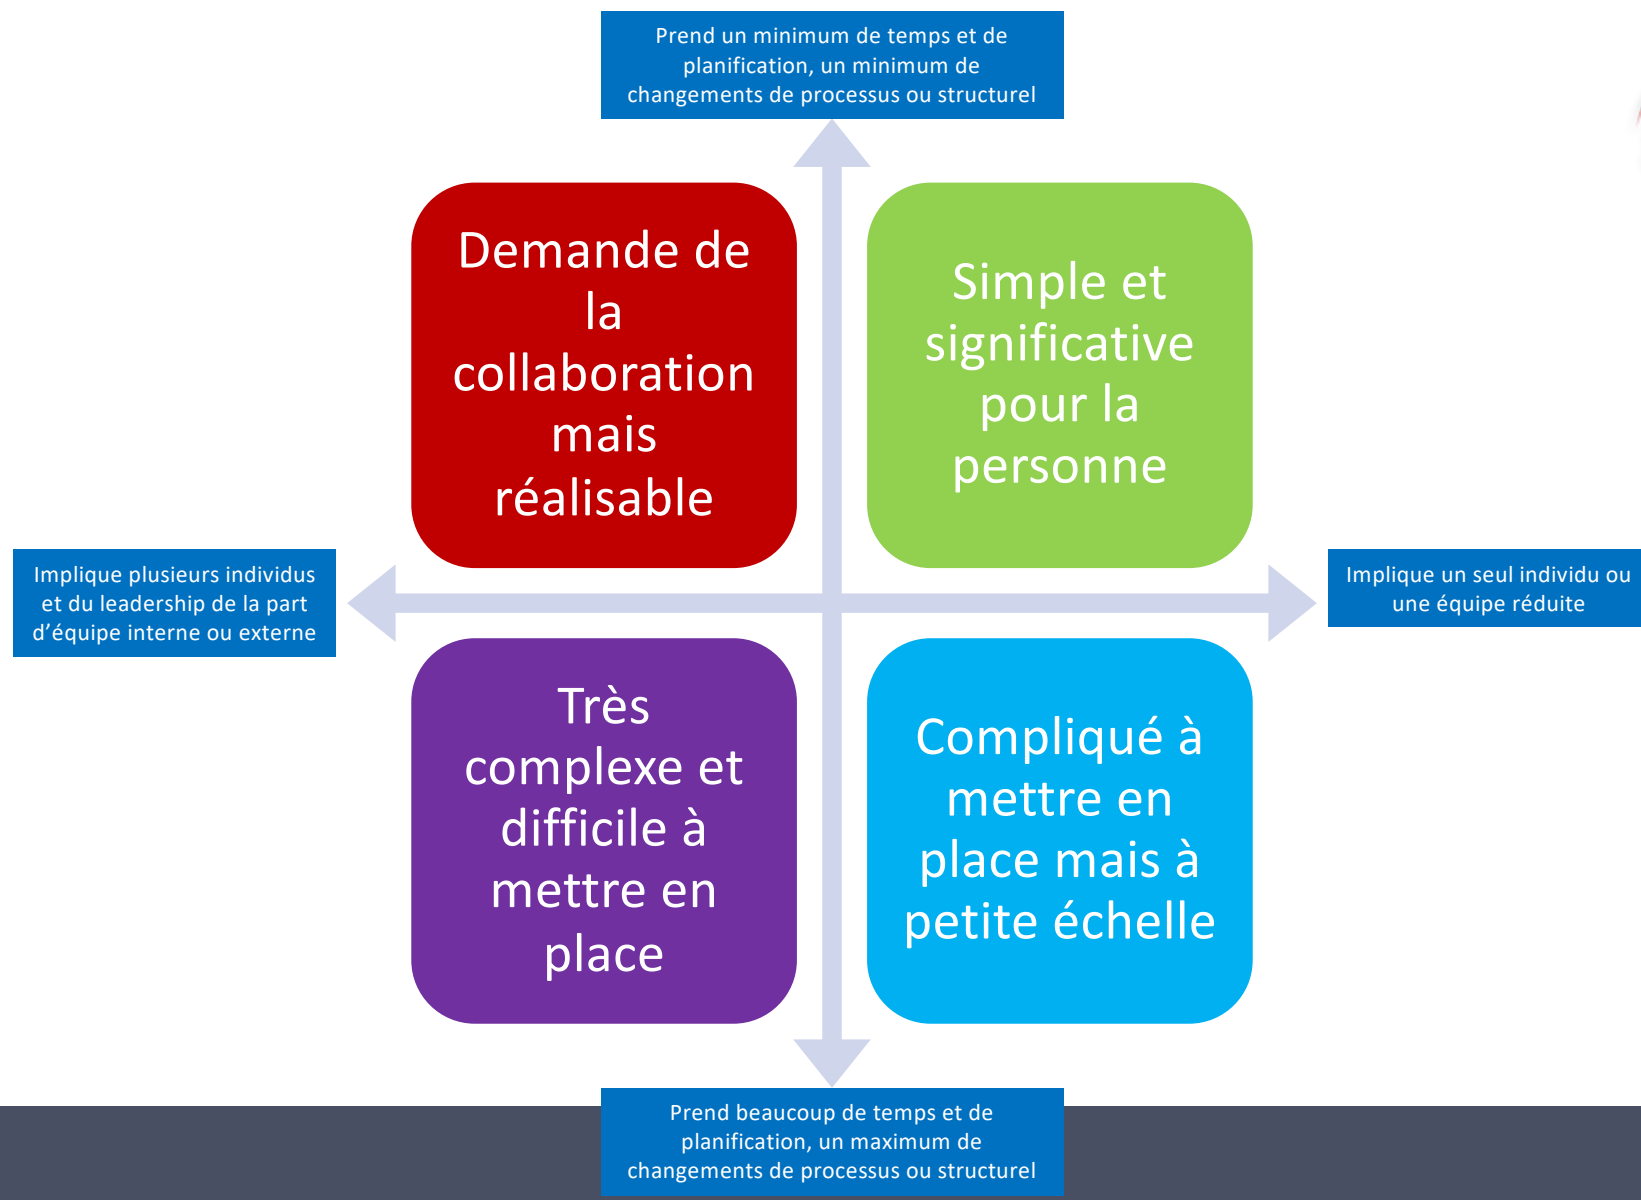 Prend un minimum de temps et de
planification, un minimum de
changements de processus ou structurel
Demande de
la
collaboration
mais
réalisable
Simple et
significative
pour la
personne
Implique plusieurs individus
et du leadership de la part
d’équipe interne ou externe
Implique un seul individu ou
une équipe réduite
Très
complexe et
difficile à
mettre en
place
Compliqué à
mettre en
place mais à
petite échelle
Prend beaucoup de temps et de
planification, un maximum de
changements de processus ou structurel